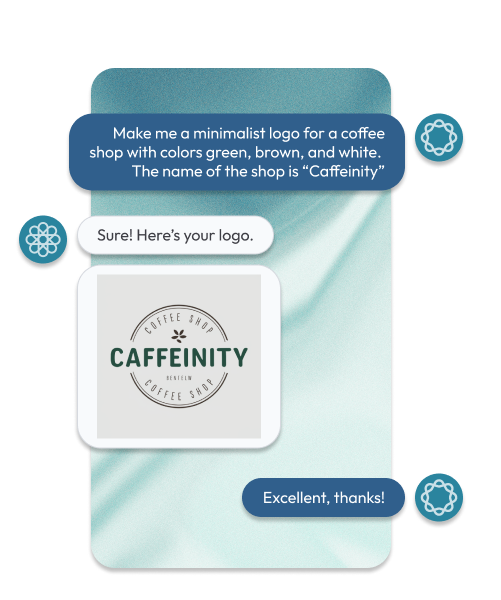 Make me a minimalist logo for a coffee
shop with colors green, brown, and white.
The name of the shop is “Caffeinity”
Sure! Here’s your logo.
COFFEE SHOP
CAFFEINITY
COFFEE SHOP
Excellent, thanks!